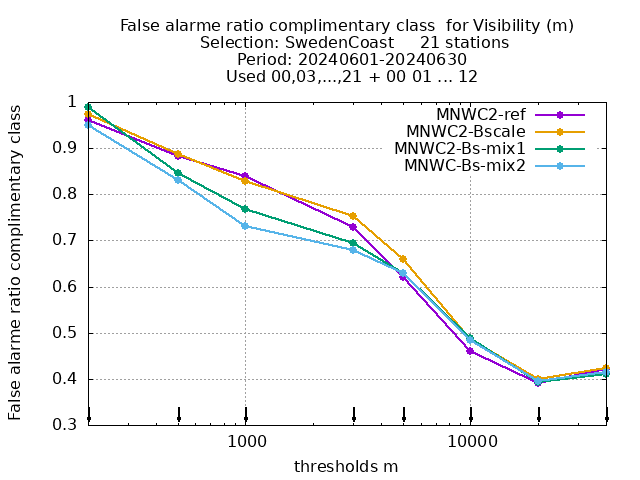 False alarme ratio complimentary class  for Visibility (m)
Selection: SwedenCoast     21 stations
Period: 20240601-20240630
Used 00,03,...,21 + 00 01 ... 12
False alarme ratio complimentary class
1
0.9
0.8
0.7
0.6
0.5
0.4
0.3
MNWC2-ref
MNWC2-Bscale
MNWC2-Bs-mix1
MNWC-Bs-mix2
1000
10000
thresholds m